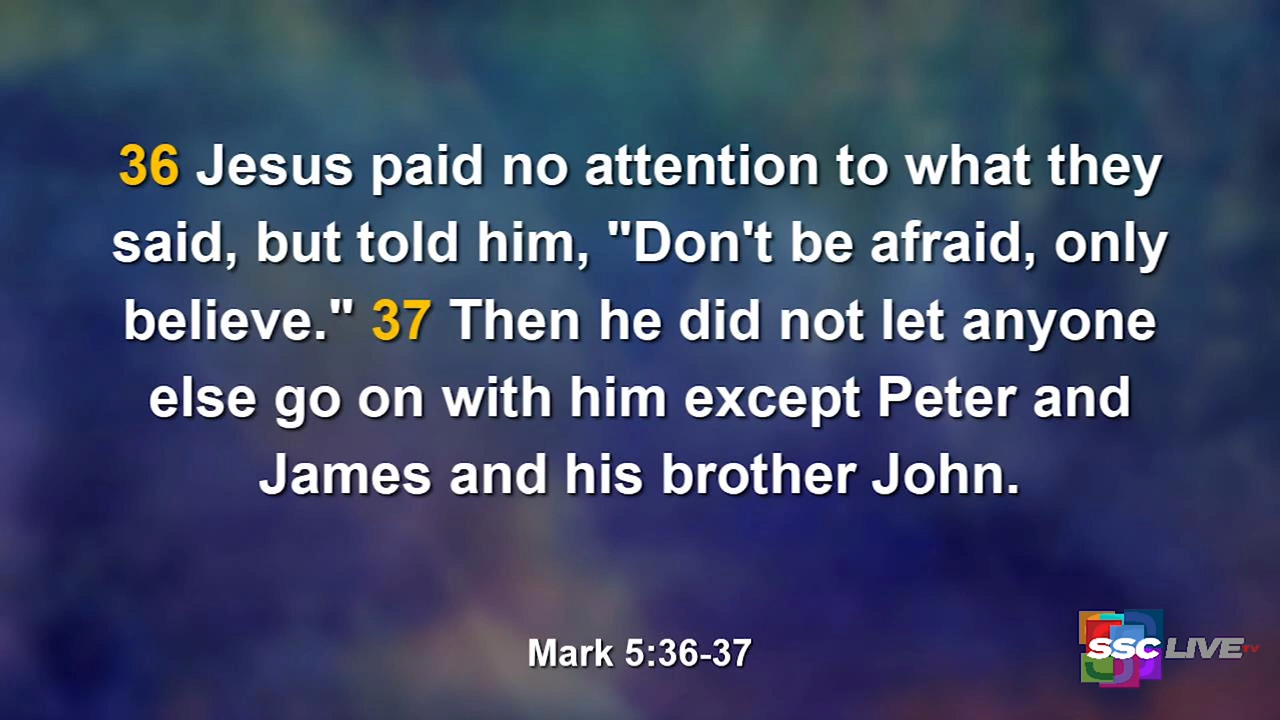 36 Jesus paid no attention to what they
said, but told him, "Don't be afraid, only
believe." 37 Then he did not let anyone
else go on with him except Peter and
James and his brother John.
Mark 5:36-37
SSC LIVE TV